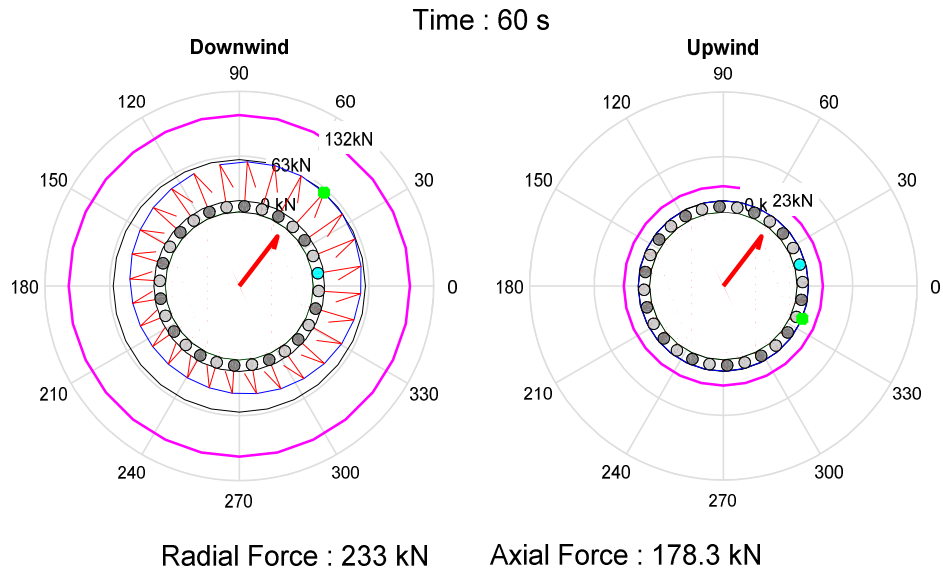 Time : 60 s
Downwind
Upwind
90
60
30
0
330
300
270
240
210
180
150
120
132kN
63kN
0 kN
90
60
30
0
330
300
270
240
210
180
150
120
0 k
23kN
Radial Force : 233 kN
Axial Force : 178.3 kN